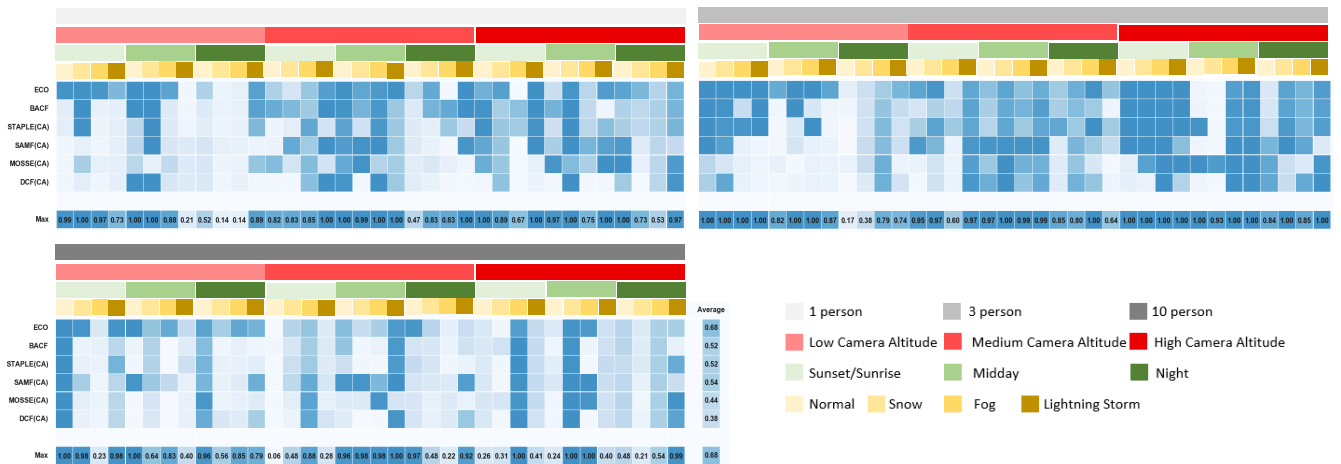 ECO
BACF
STAPLE(CA)
SAMF(CA)
MOSSE(CA)
DCF(CA)
Max 0.99 1.00 0.97 0.73 1.00 1.00 0.88 0.21 0.52 0.14 0.14 0.89 0.82 0.83 0.85 1.00 1.00 0.99 1.00 1.00 0.47 0.83 0.83 1.00 1.00 0.89 0.67 1.00 0.97 1.00 0.75 1.00 1.00 0.73 0.53 0.97
1.00 1.00 1.00 1.00 0.82 1.00 1.00 0.87 0.17 0.38 0.79 0.74 0.95 0.97 0.60 0.97 0.97 1.00 0.99 0.99 0.85 0.80 1.00 0.64 1.00 1.00 1.00 1.00 1.00 0.93 1.00 1.00 0.84 1.00 0.85 1.00
Average
ECO 0.68
BACF 0.52
STAPLE(CA) 0.52
SAMF(CA) 0.54
MOSSE(CA) 0.44
DCF(CA) 0.38
Max 1.00 0.98 0.23 0.98 1.00 0.64 0.83 0.40 0.96 0.56 0.85 0.79 0.06 0.48 0.88 0.28 0.96 0.98 0.98 1.00 0.97 0.48 0.22 0.92 0.26 0.31 1.00 0.41 0.24 1.00 1.00 0.40 0.48 0.21 0.54 0.99 0.68
1 person 3 person 10 person
Low Camera Altitude Medium Camera Altitude High Camera Altitude
Sunset/Sunrise Midday Night
Normal Snow Fog Lightning Storm